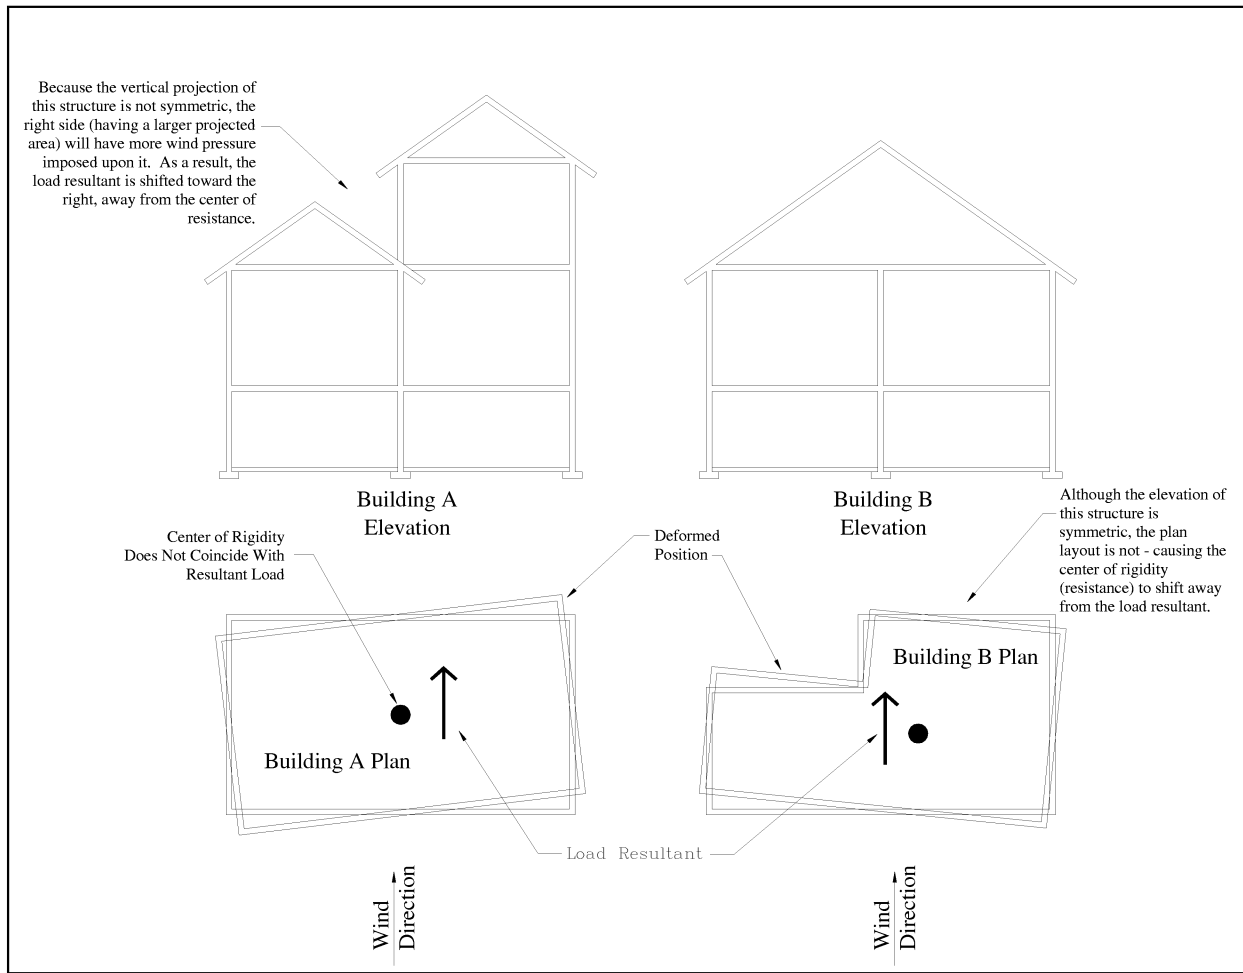 Because the vertical projection of
this structure is not symmetric, the
right side (having a larger projected
area) will have more wind pressure
imposed upon it.  As a result, the
load resultant is shifted toward the
right, away from the center of
resistance.
Building A
Elevation
Building B
Elevation
Center of Rigidity
Does Not Coincide With
Resultant Load
Deformed
Position
Although the elevation of
this structure is
symmetric, the plan
layout is not - causing the
center of rigidity
(resistance) to shift away
from the load resultant.
Building A Plan
Building B Plan
Load Resultant
Wind
Direction
Wind
Direction